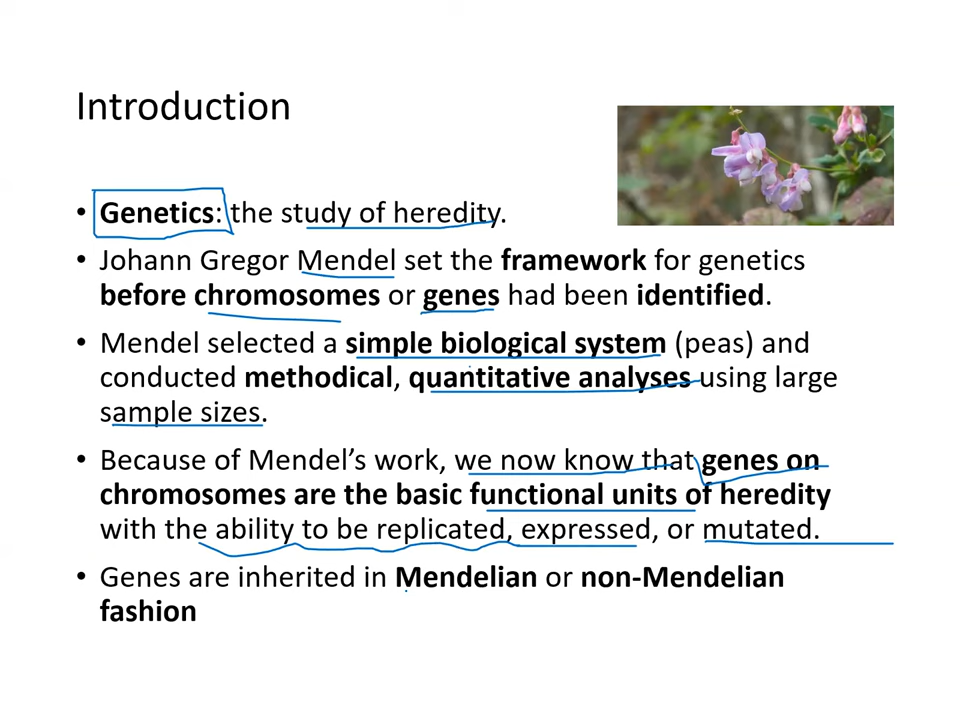 Introduction
• Genetics: the study of heredity.
• Johann Gregor Mendel set the framework for genetics
before chromosomes or genes had been identified.
• Mendel selected a simple biological system (peas) and
conducted methodical, quantitative analyses using large
sample sizes.
• Because of Mendel’s work, we now know that genes on
chromosomes are the basic functional units of heredity
with the ability to be replicated, expressed, or mutated.
• Genes are inherited in Mendelian or non-Mendelian
fashion